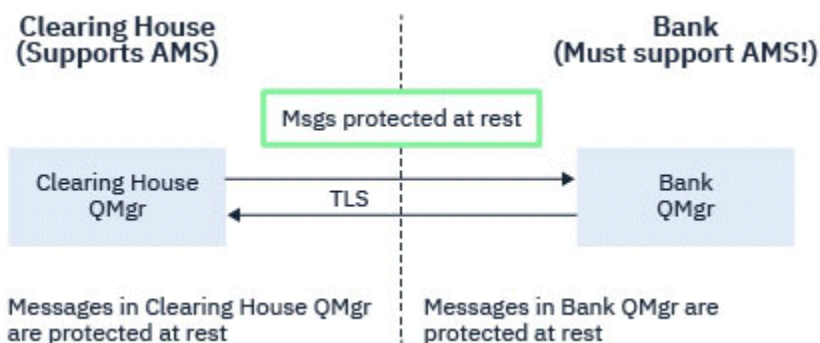 Clearing House
(Supports AMS)
Bank
(Must support AMS!)
Msgs protected at rest
Clearing House
QMgr
TLS
Bank
QMgr
Messages in Clearing House QMgr
are protected at rest
Messages in Bank QMgr are
protected at rest